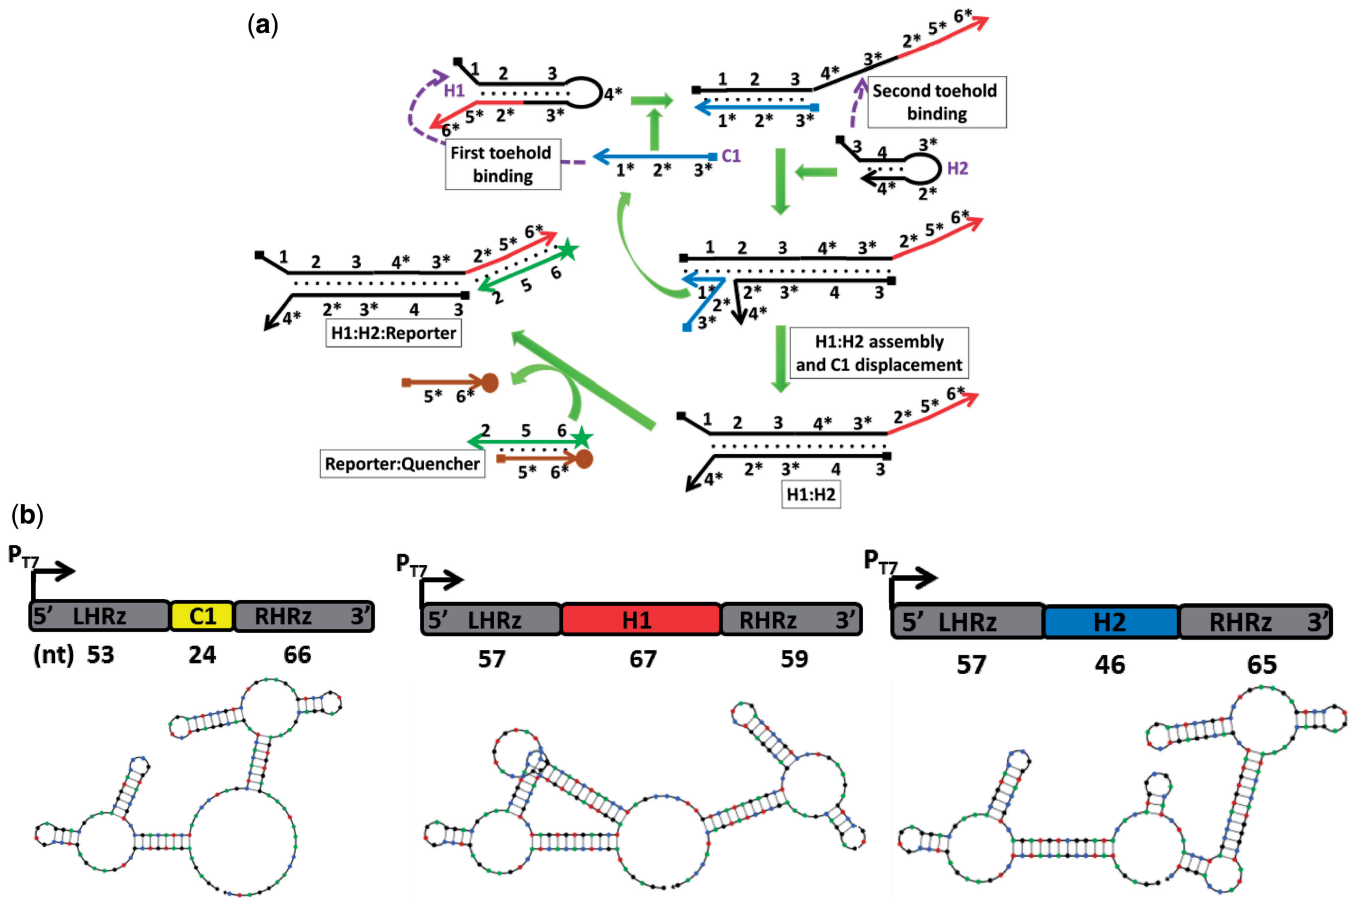 (a)
1 2 3 4* H1 5* 2* 3* 6*
First toehold
binding
1* 2* 3* C1
1 2 3 4* 3* 2* 5* 6*
1* 2* 3*
Second toehold
binding
3 4 3* H2
4* 2*
1 2 3 4* 3* 2* 5* 6*
1* 2* 3* 4* 2* 3* 4 3
H1:H2 assembly
and C1 displacement
1 2 3 4* 3* 2* 5* 6*
4* 2* 3* 4 3
H1:H2
1 2 3 4* 3* 2* 5* 6*
2 5 6
4* 2* 3* 4 3
H1:H2:Reporter
5* 6*
2 5 6
Reporter:Quencher
5* 6*
(b)
PT7
5’ LHRz C1 RHRz 3’
(nt) 53 24 66
PT7
5’ LHRz H1 RHRz 3’
57 67 59
PT7
5’ LHRz H2 RHRz 3’
57 46 65